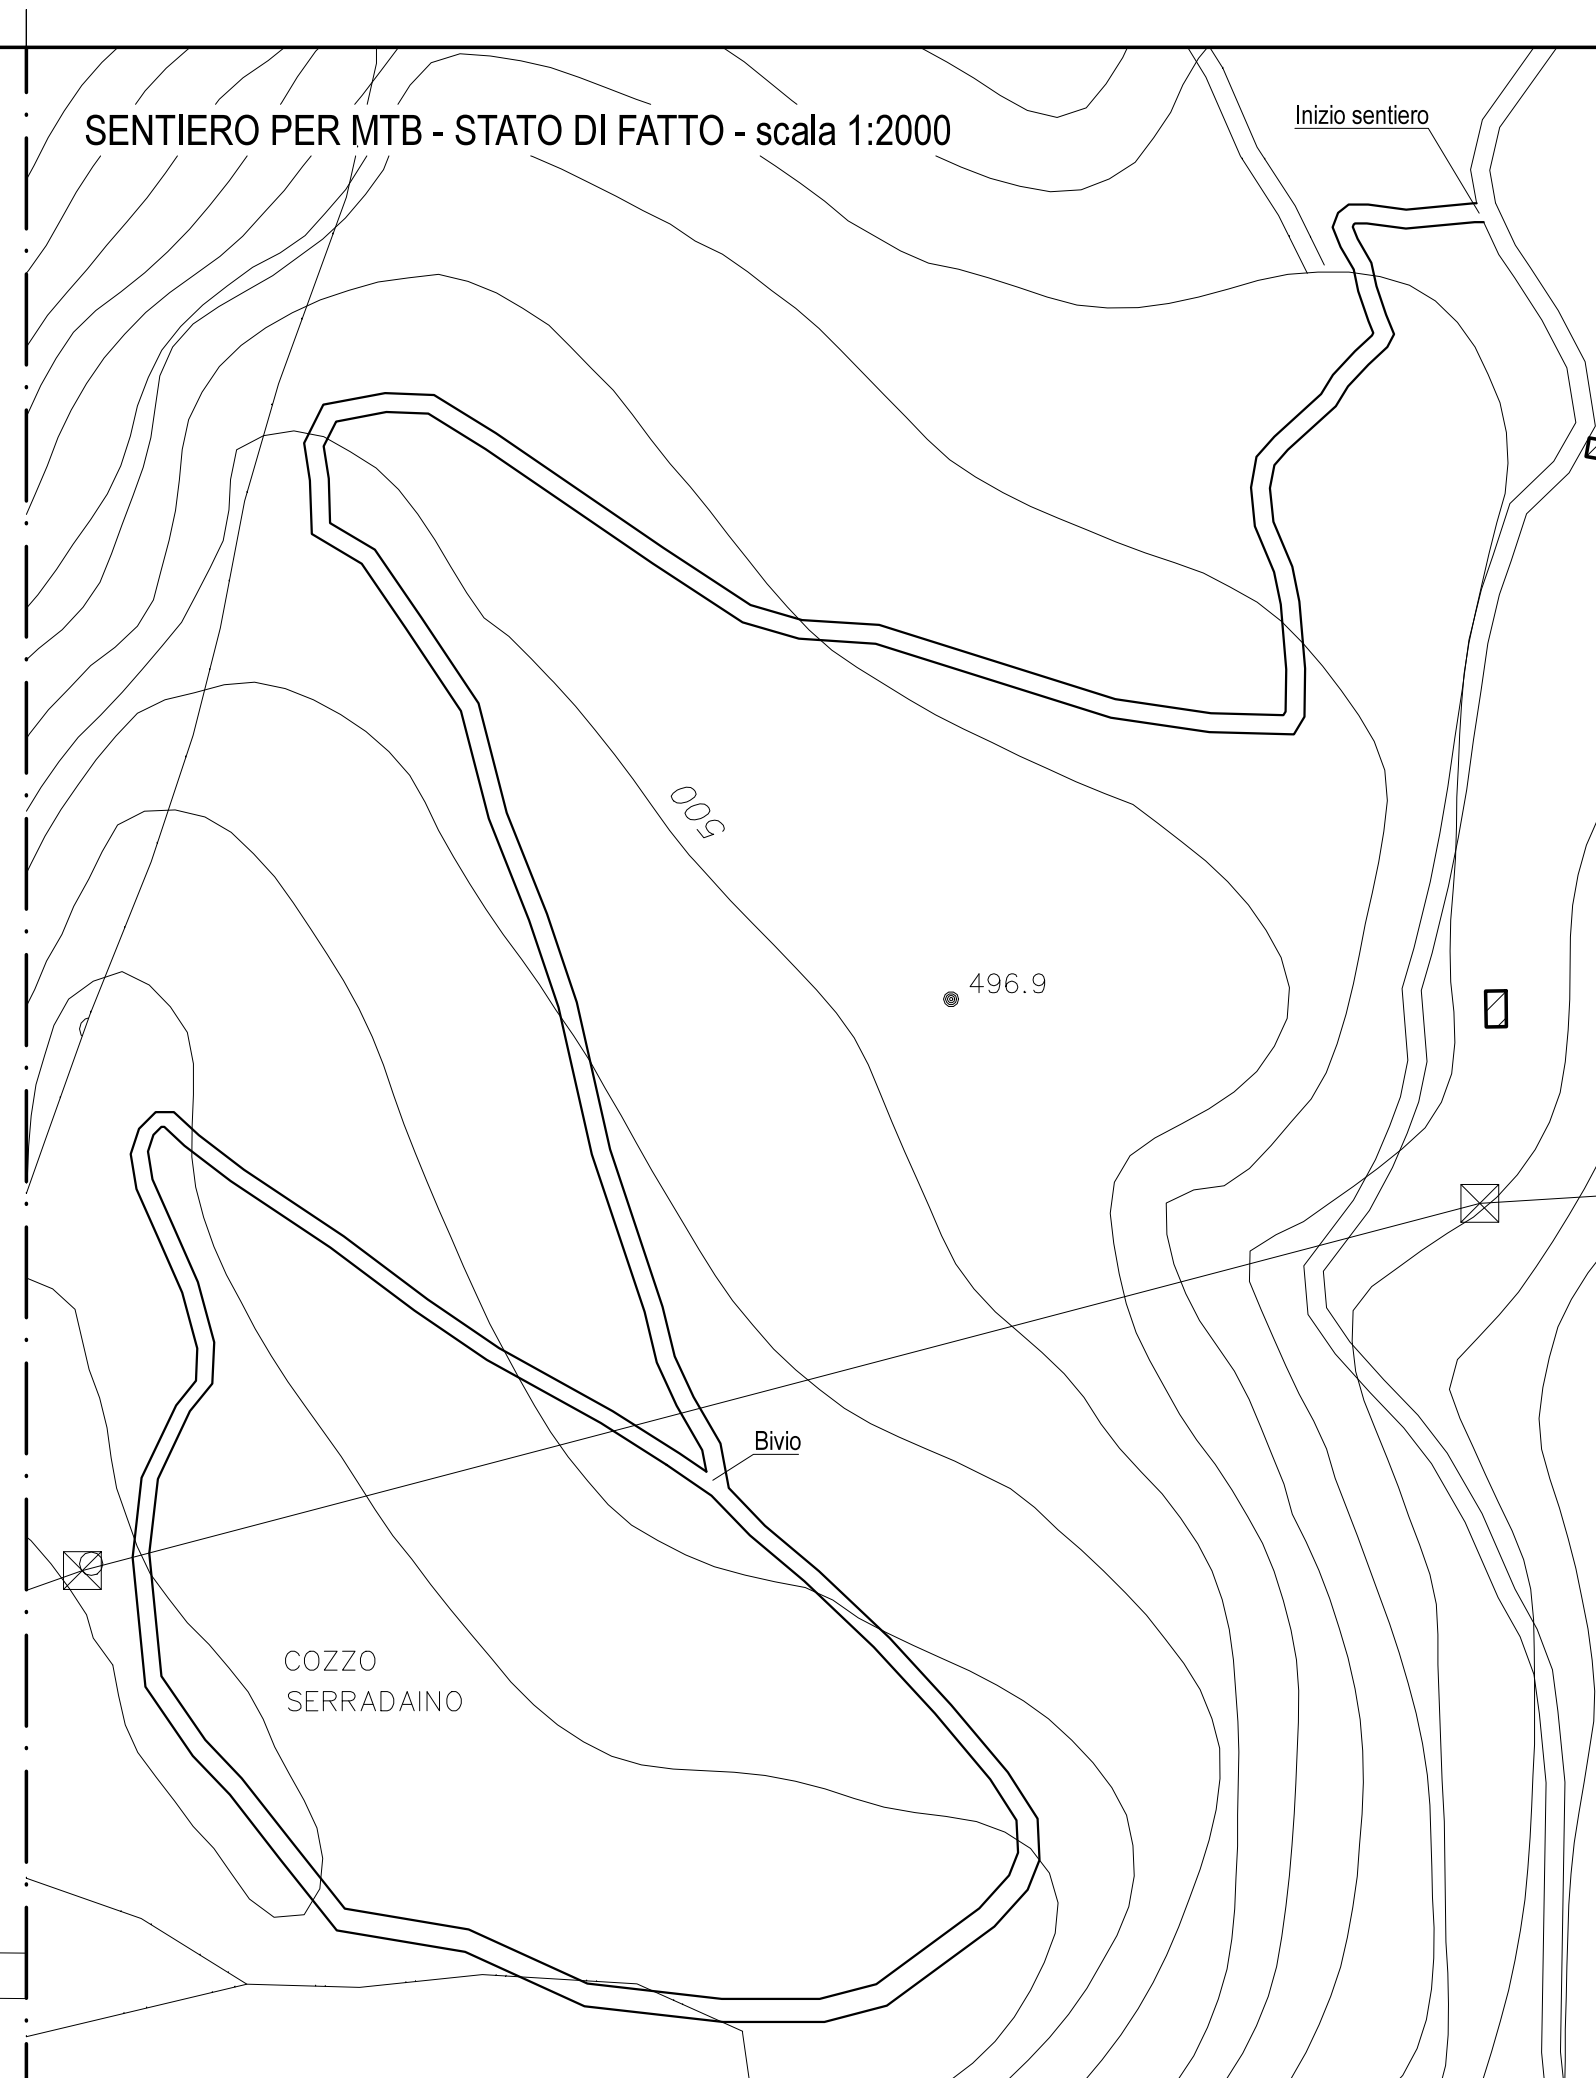 SENTIERO PER MTB - STATO DI FATTO - scala 1:2000
Inizio sentiero
500
496.9
Bivio
COZZO
SERRADAINO